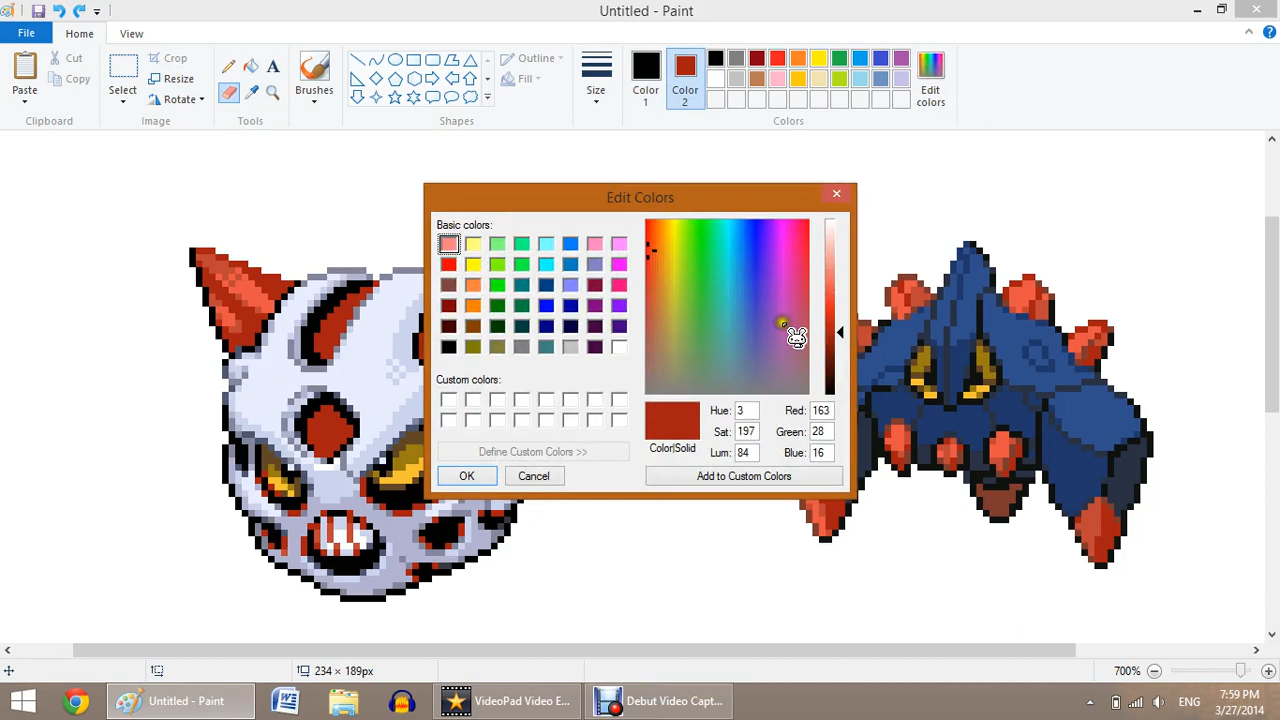 Untitled - Paint
File
Home
View
Paste
Cut
Copy
Clipboard
Select
Crop
Resize
Rotate
Image
A
Tools
Brushes
Outline
Fill
Shapes
Size
Color
1
Color
2
Edit
colors
Colors
Edit Colors
Basic colors:
Custom colors:
Define Custom Colors >>
OK
Cancel
Color|Solid
Hue: 3
Sat: 197
Lum: 84
Red: 163
Green: 28
Blue: 16
Add to Custom Colors
234 × 189px
700%
Untitled - Paint
VideoPad Video E...
Debut Video Capt...
ENG
7:59 PM
3/27/2014